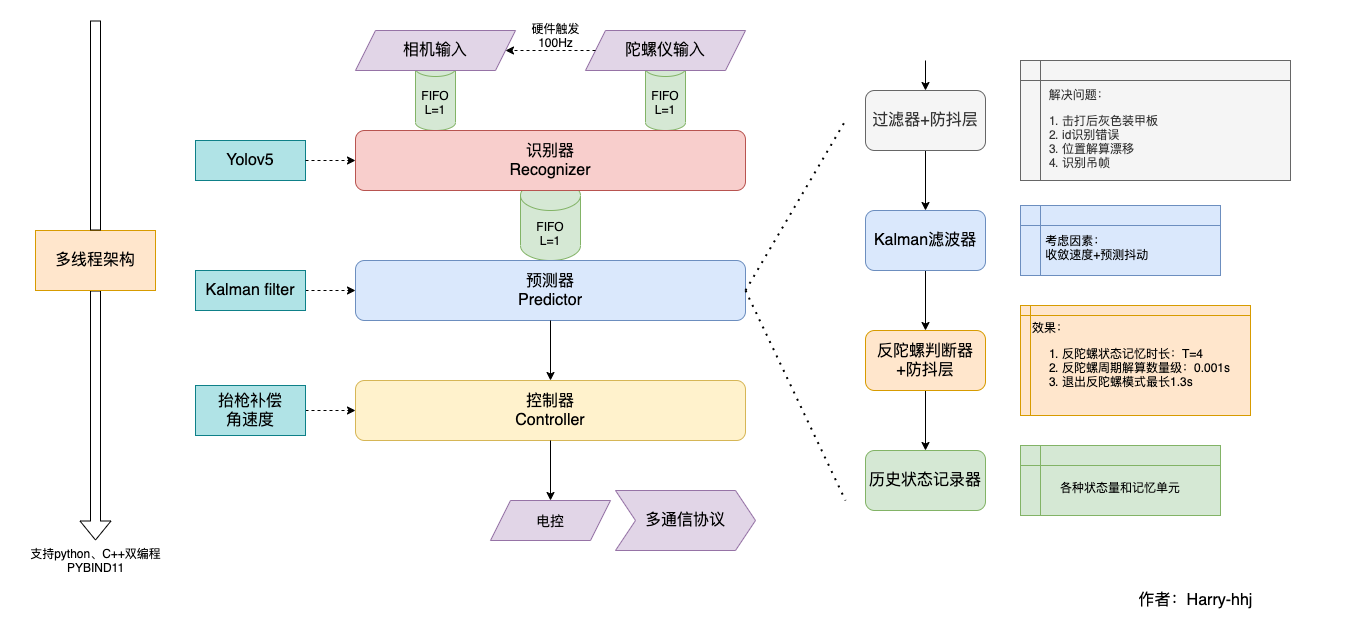 硬件触发
100Hz
相机输入
陀螺仪输入
FIFO
L=1
FIFO
L=1
Yolov5
识别器
Recognizer
FIFO
L=1
多线程架构
Kalman filter
预测器
Predictor
抬枪补偿
角速度
控制器
Controller
电控
多通信协议
支持python、C++双编程
PYBIND11
过滤器+防抖层
解决问题：
1. 击打后灰色装甲板
2. id识别错误
3. 位置解算漂移
4. 识别吊帧
Kalman滤波器
考虑因素：
收敛速度+预测抖动
反陀螺判断器
+防抖层
效果：
1. 反陀螺状态记忆时长：T=4
2. 反陀螺周期解算数量级：0.001s
3. 退出反陀螺模式最长1.3s
历史状态记录器
各种状态量和记忆单元
作者：Harry-hhj